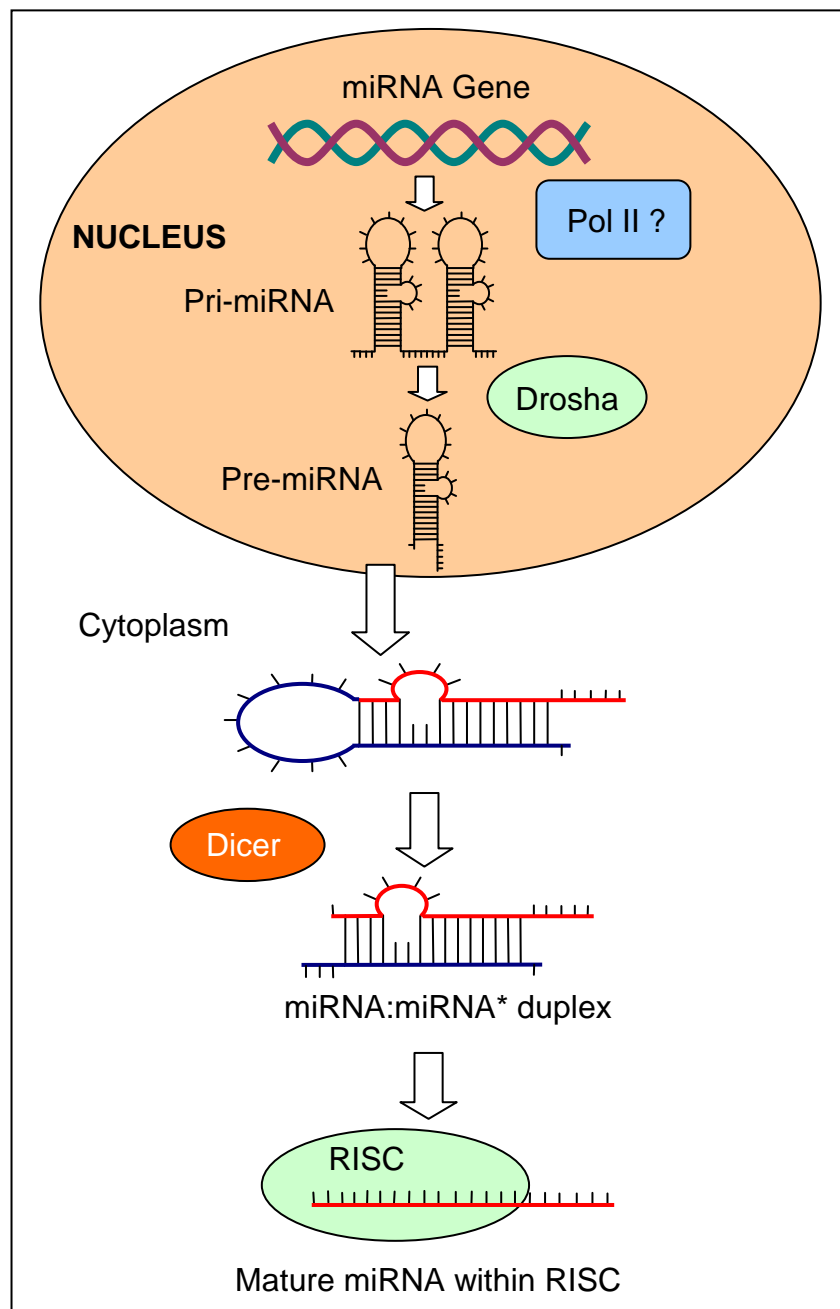 miRNA Gene
Pol II ?
NUCLEUS
Pri-miRNA
Drosha
Pre-miRNA
Cytoplasm
Dicer
miRNA:miRNA* duplex
RISC
Mature miRNA within RISC